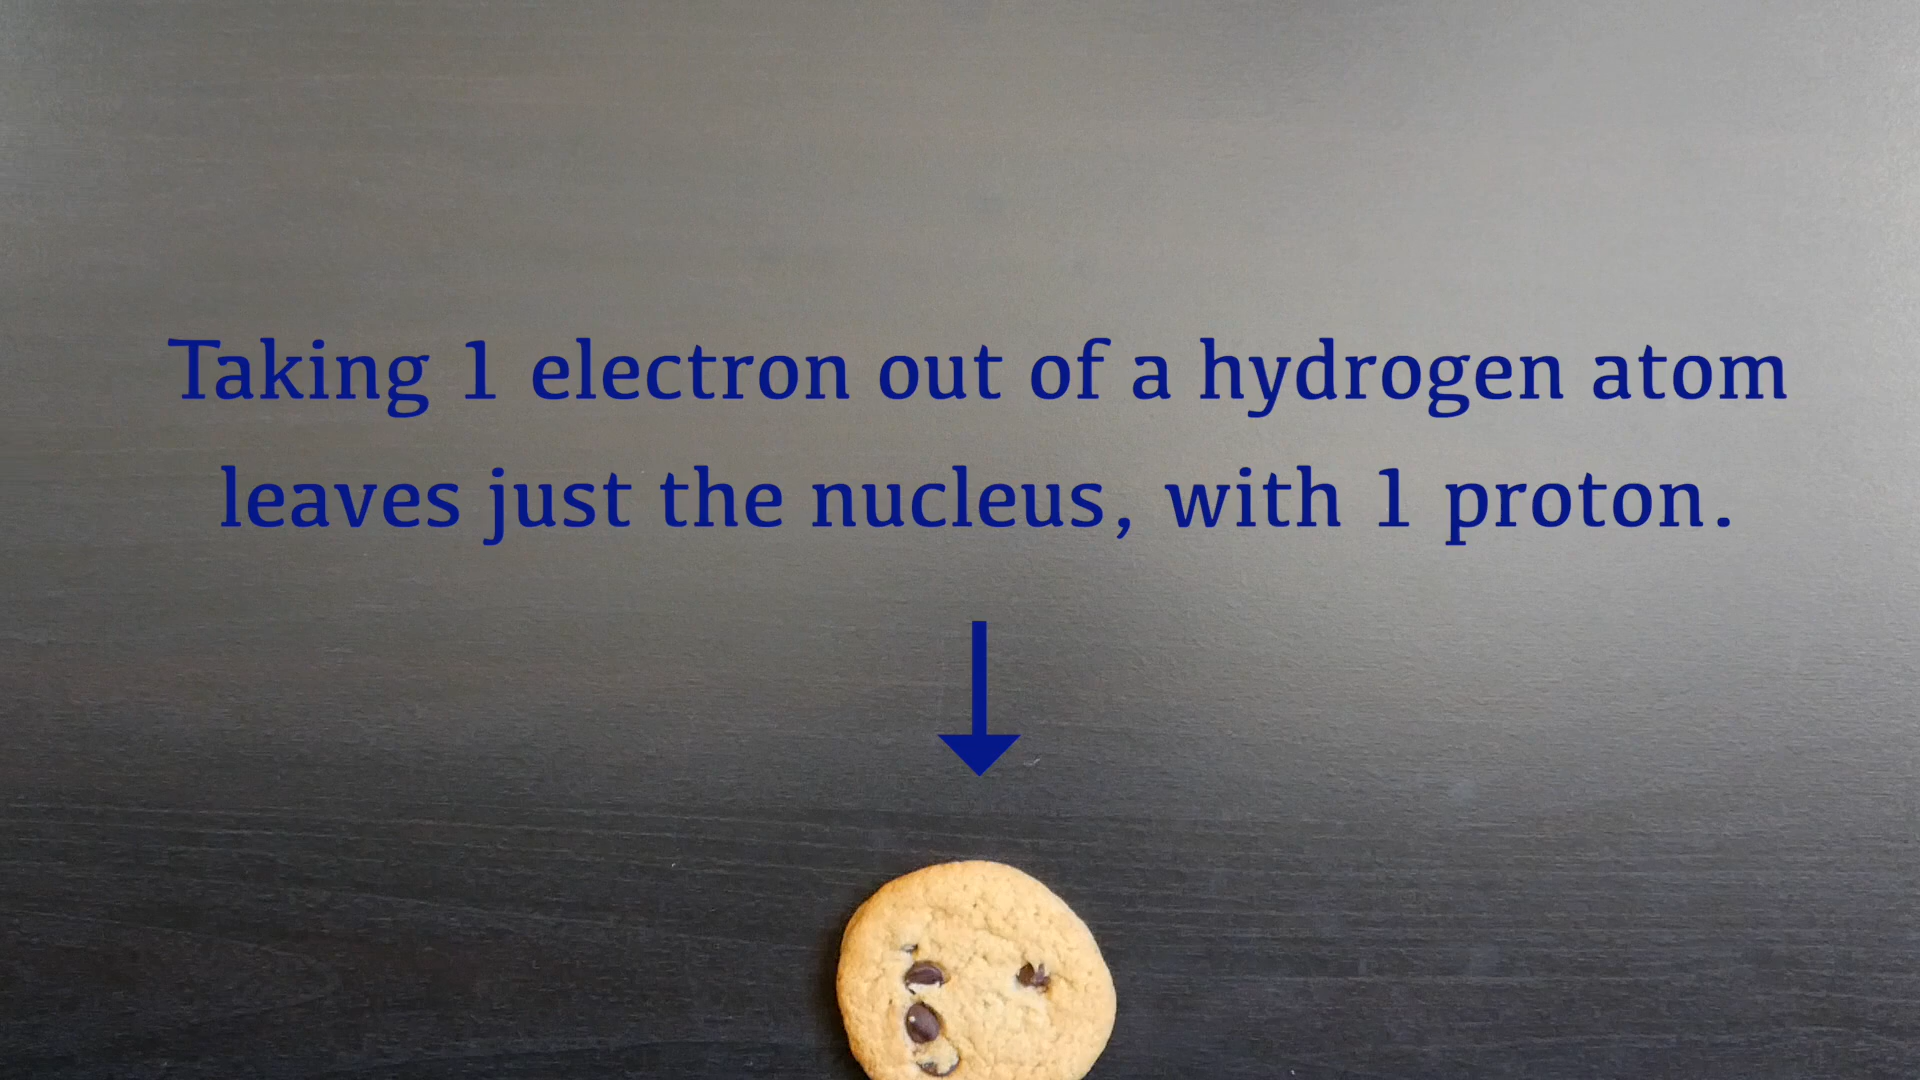 Taking 1 electron out of a hydrogen atom
leaves just the nucleus, with 1 proton.